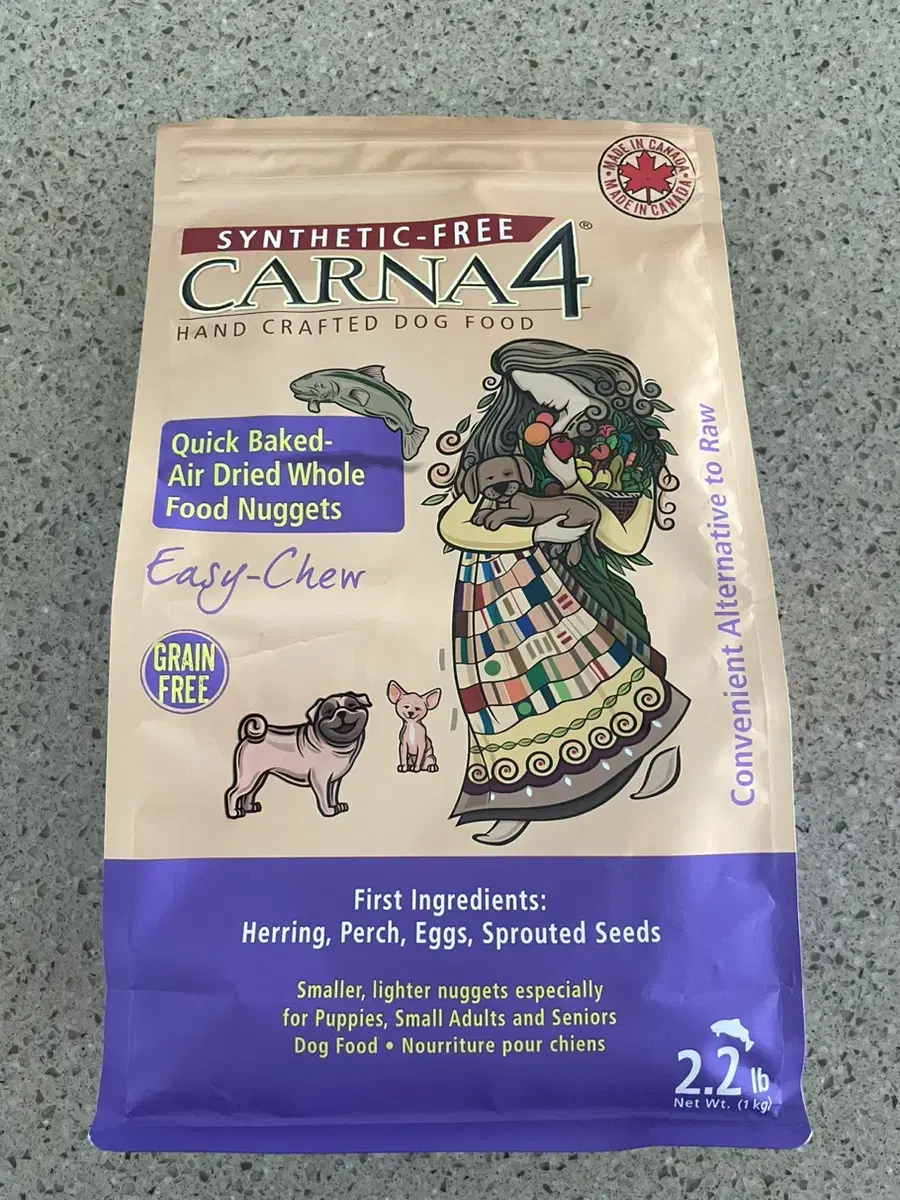 MADE IN CANADA • MADE IN CANADA •
SYNTHETIC-FREE
CARNA4®
HAND CRAFTED DOG FOOD
Quick Baked-
Air Dried Whole
Food Nuggets
Easy-Chew
GRAIN
FREE
Convenient Alternative to Raw
First Ingredients:
Herring, Perch, Eggs, Sprouted Seeds
Smaller, lighter nuggets especially
for Puppies, Small Adults and Seniors
Dog Food • Nourriture pour chiens
2.2 lb
Net Wt. (1 kg)